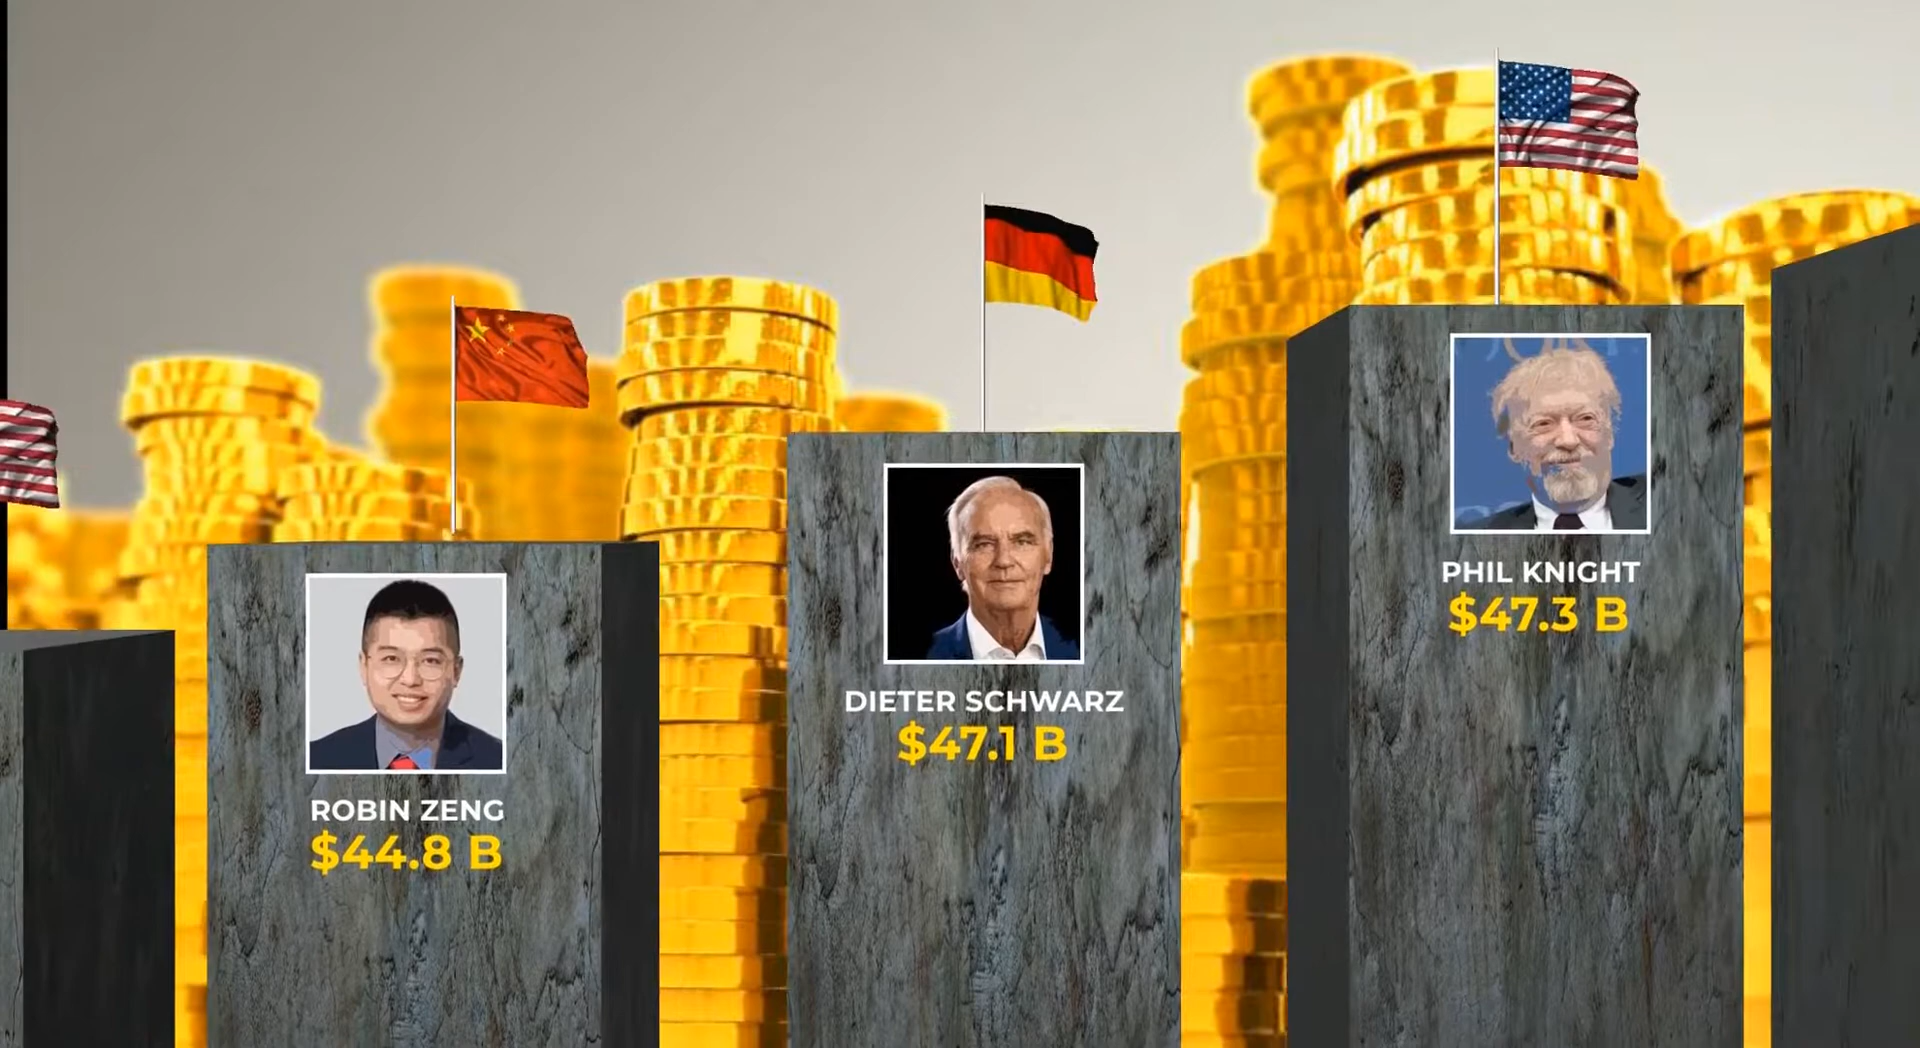 ROBIN ZENG
$44.8 B
DIETER SCHWARZ
$47.1 B
PHIL KNIGHT
$47.3 B